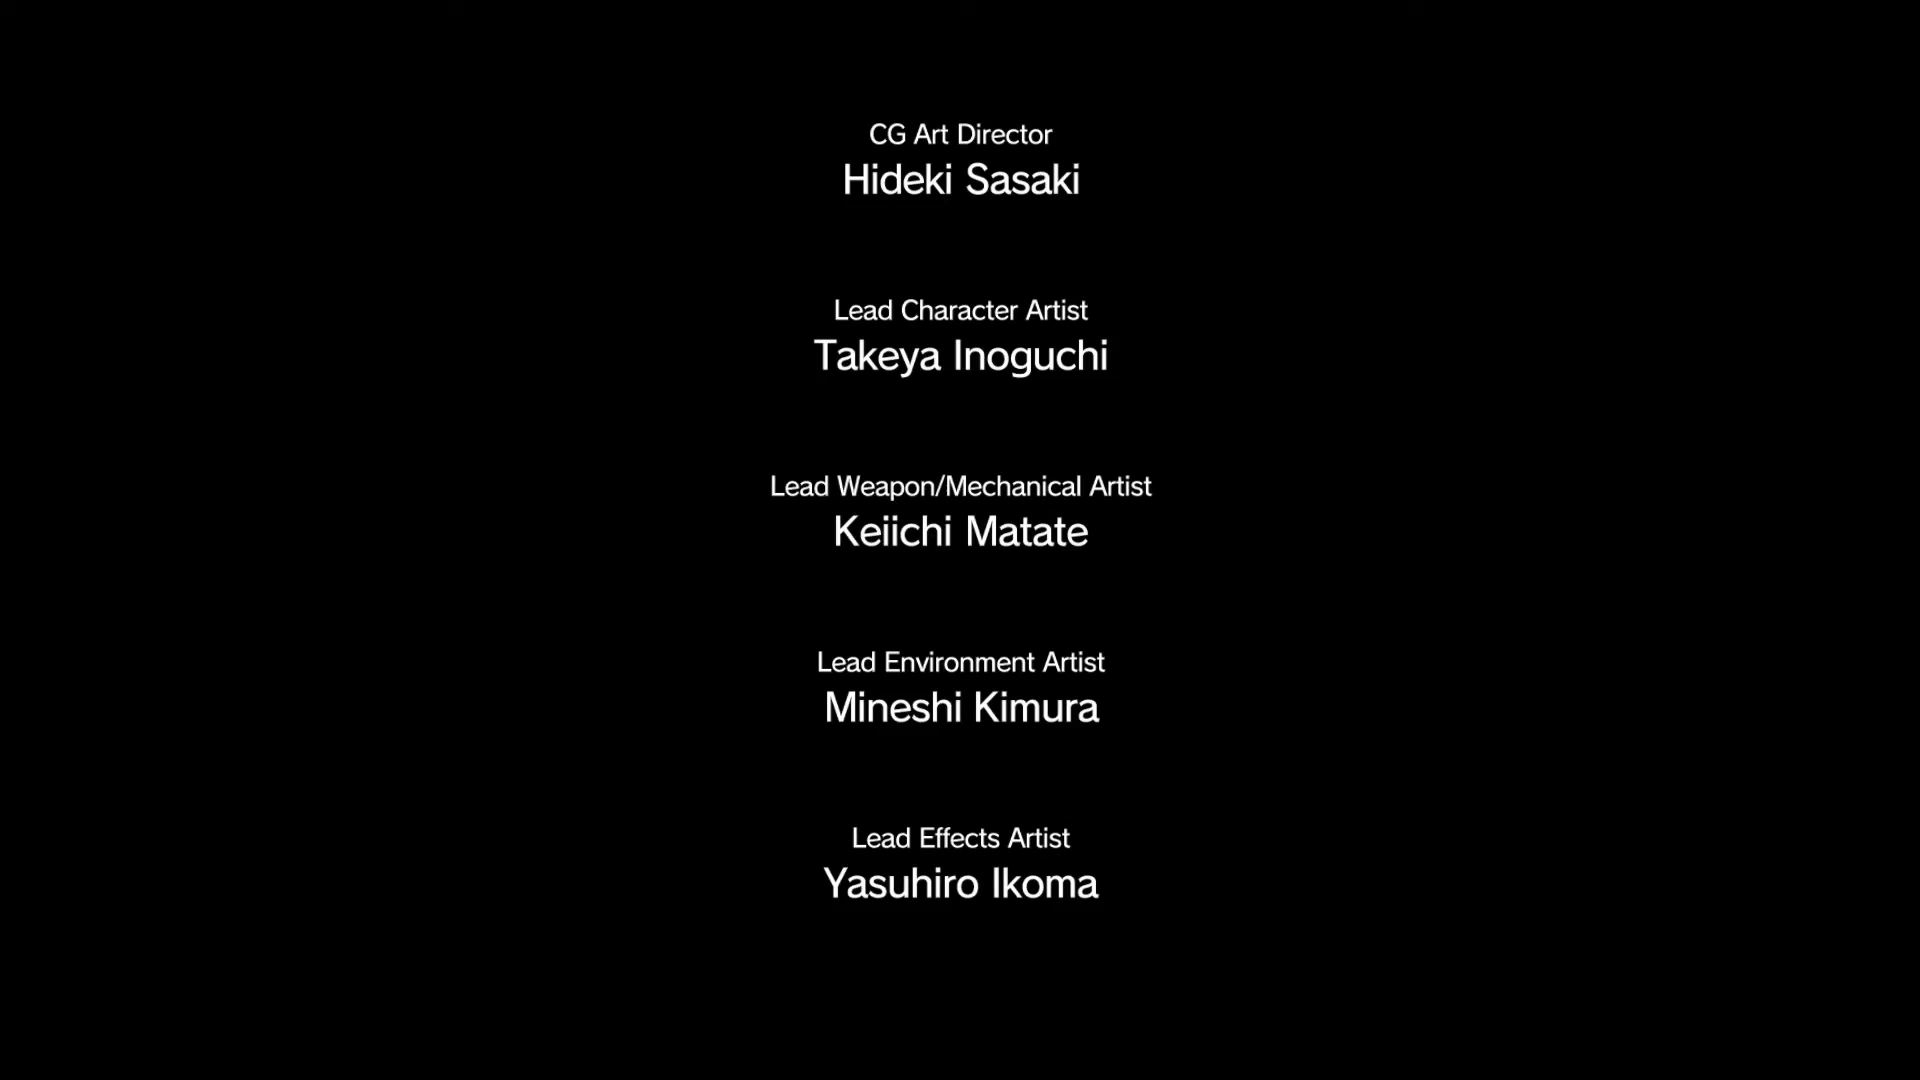 CG Art Director
Hideki Sasaki
Lead Character Artist
Takeya Inoguchi
Lead Weapon/Mechanical Artist
Keiichi Matate
Lead Environment Artist
Mineshi Kimura
Lead Effects Artist
Yasuhiro Ikoma